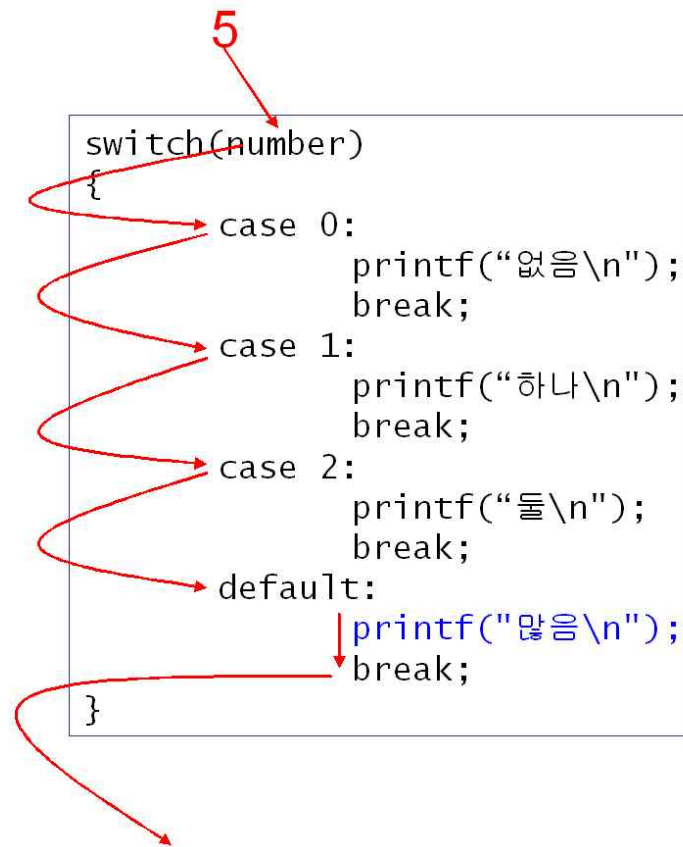 5
switch(number)
{
case 0:
printf(“없음\n");
break;
case 1:
printf(“하나\n");
break;
case 2:
printf(“둘\n");
break;
default:
printf("많음\n");
break;
}